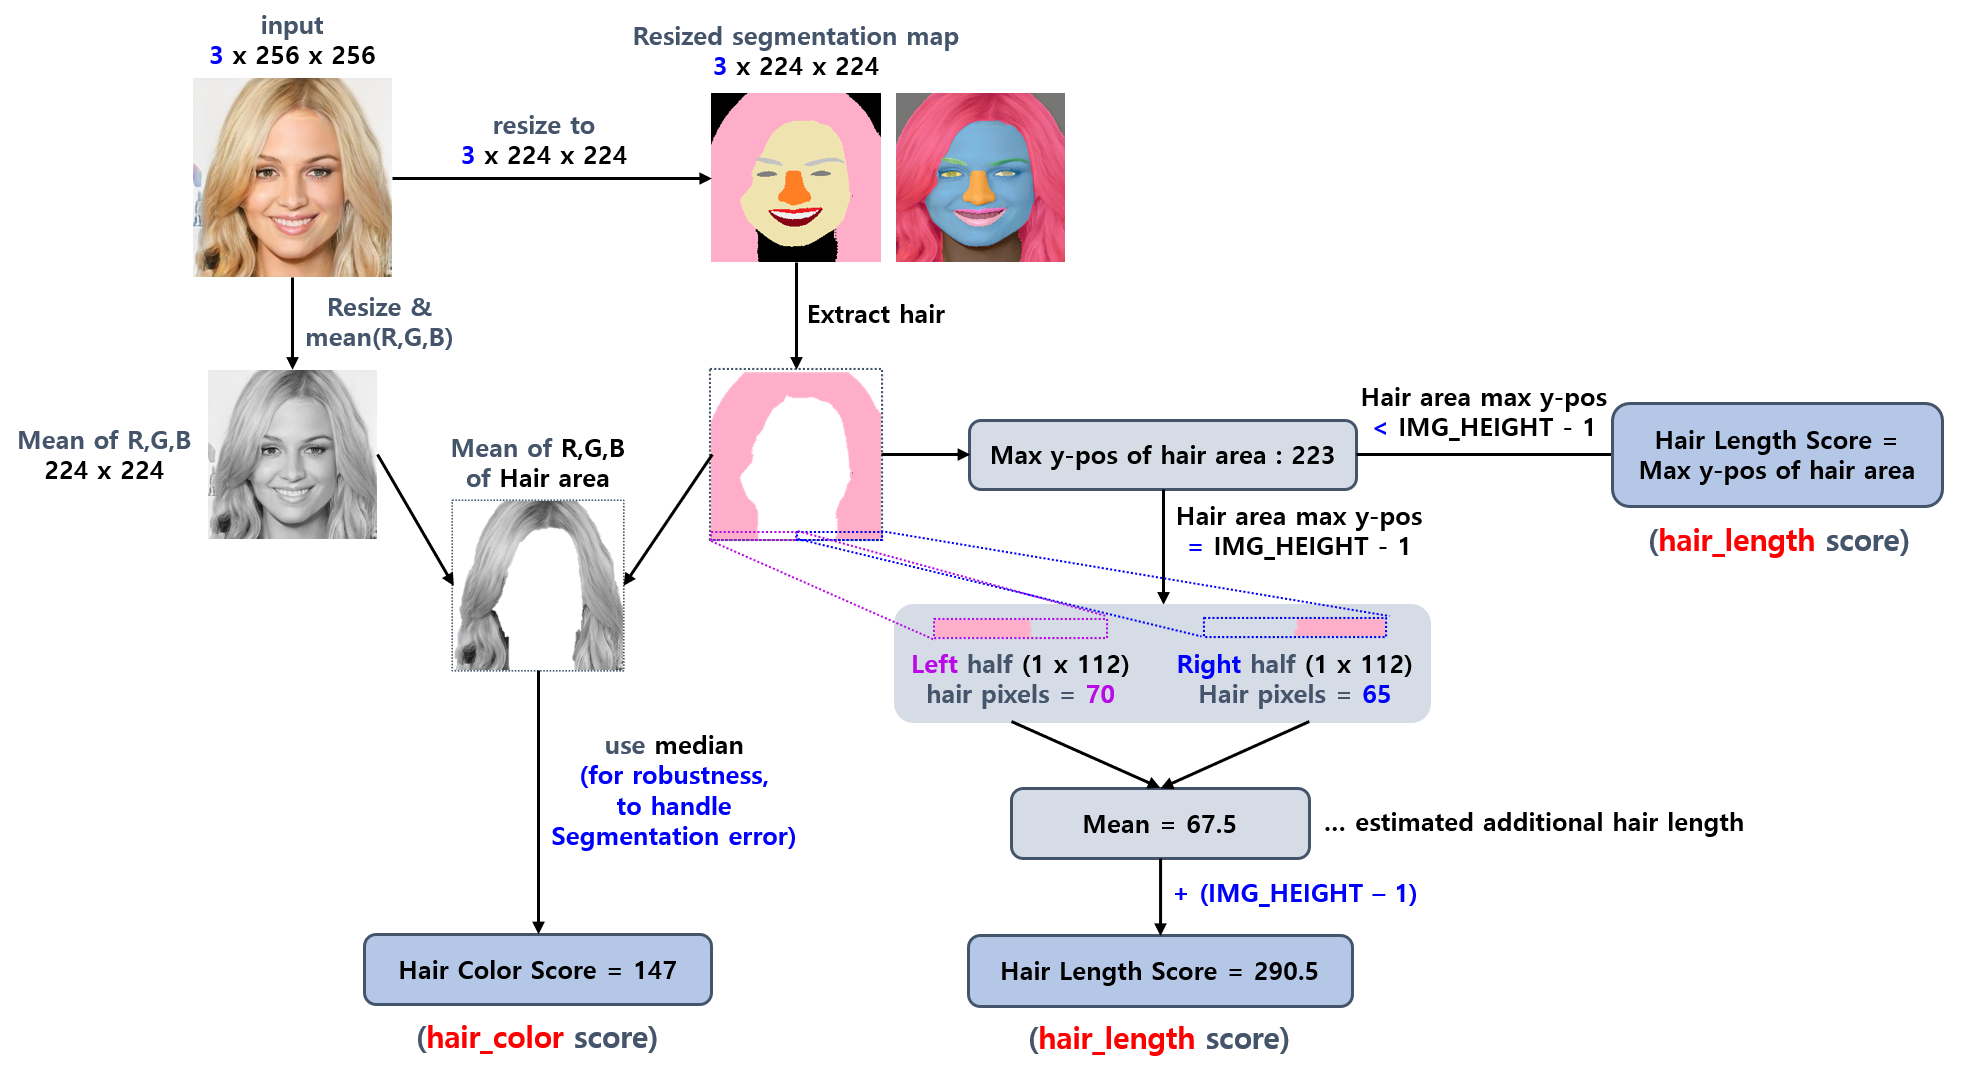 input
3 x 256 x 256
Resized segmentation map
3 x 224 x 224
resize to
3 x 224 x 224
Resize &
mean(R,G,B)
Extract hair
Mean of R,G,B
224 x 224
Mean of R,G,B
of Hair area
Max y-pos of hair area : 223
Hair area max y-pos
< IMG_HEIGHT - 1
Hair Length Score =
Max y-pos of hair area
(hair_length score)
Hair area max y-pos
= IMG_HEIGHT - 1
Left half (1 x 112)
hair pixels = 70
Right half (1 x 112)
Hair pixels = 65
use median
(for robustness,
to handle
Segmentation error)
Mean = 67.5
... estimated additional hair length
+ (IMG_HEIGHT – 1)
Hair Color Score = 147
(hair_color score)
Hair Length Score = 290.5
(hair_length score)